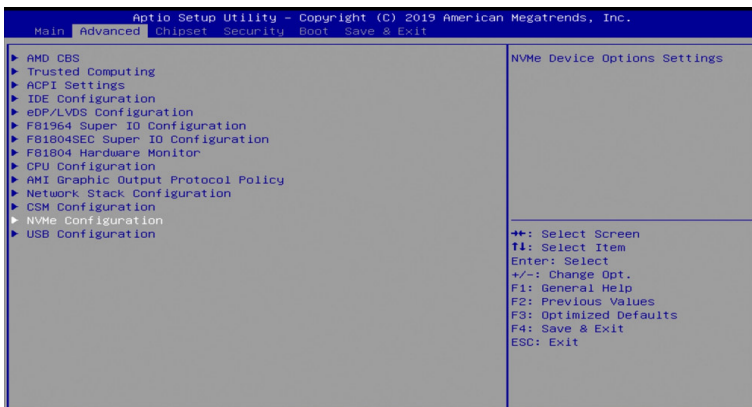 Aptio Setup Utility – Copyright (C) 2019 American Megatrends, Inc.
Main Advanced Chipset Security Boot Save & Exit
▶ AMD CBS
▶ Trusted Computing
▶ ACPI Settings
▶ IDE Configuration
▶ eDP/LVDS Configuration
▶ F81964 Super IO Configuration
▶ F81804SEC Super IO Configuration
▶ F81804 Hardware Monitor
▶ CPU Configuration
▶ AMI Graphic Output Protocol Policy
▶ Network Stack Configuration
▶ CSM Configuration
▶ NVMe Configuration
▶ USB Configuration
NVMe Device Options Settings
→←: Select Screen
↑↓: Select Item
Enter: Select
+/-: Change Opt.
F1: General Help
F2: Previous Values
F3: Optimized Defaults
F4: Save & Exit
ESC: Exit